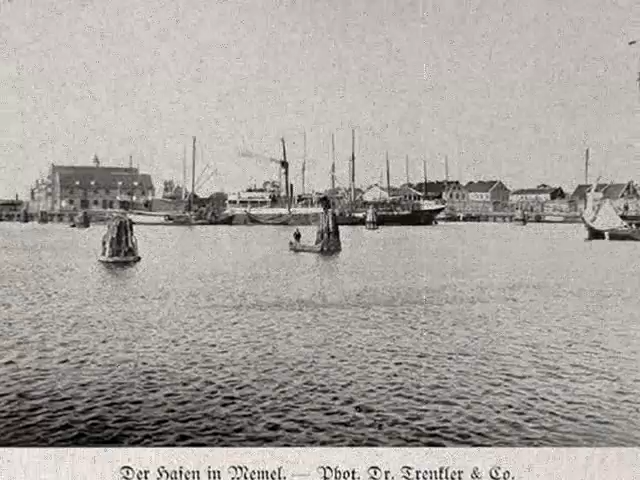 Der Hafen in Memel. — Phot. Dr. Trenkler & Co.